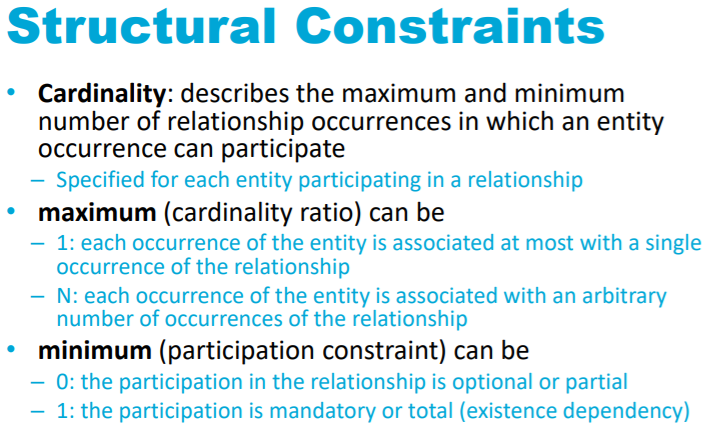 Structural Constraints
• Cardinality: describes the maximum and minimum
number of relationship occurrences in which an entity
occurrence can participate
– Specified for each entity participating in a relationship
• maximum (cardinality ratio) can be
– 1: each occurrence of the entity is associated at most with a single
occurrence of the relationship
– N: each occurrence of the entity is associated with an arbitrary
number of occurrences of the relationship
• minimum (participation constraint) can be
– 0: the participation in the relationship is optional or partial
– 1: the participation is mandatory or total (existence dependency)